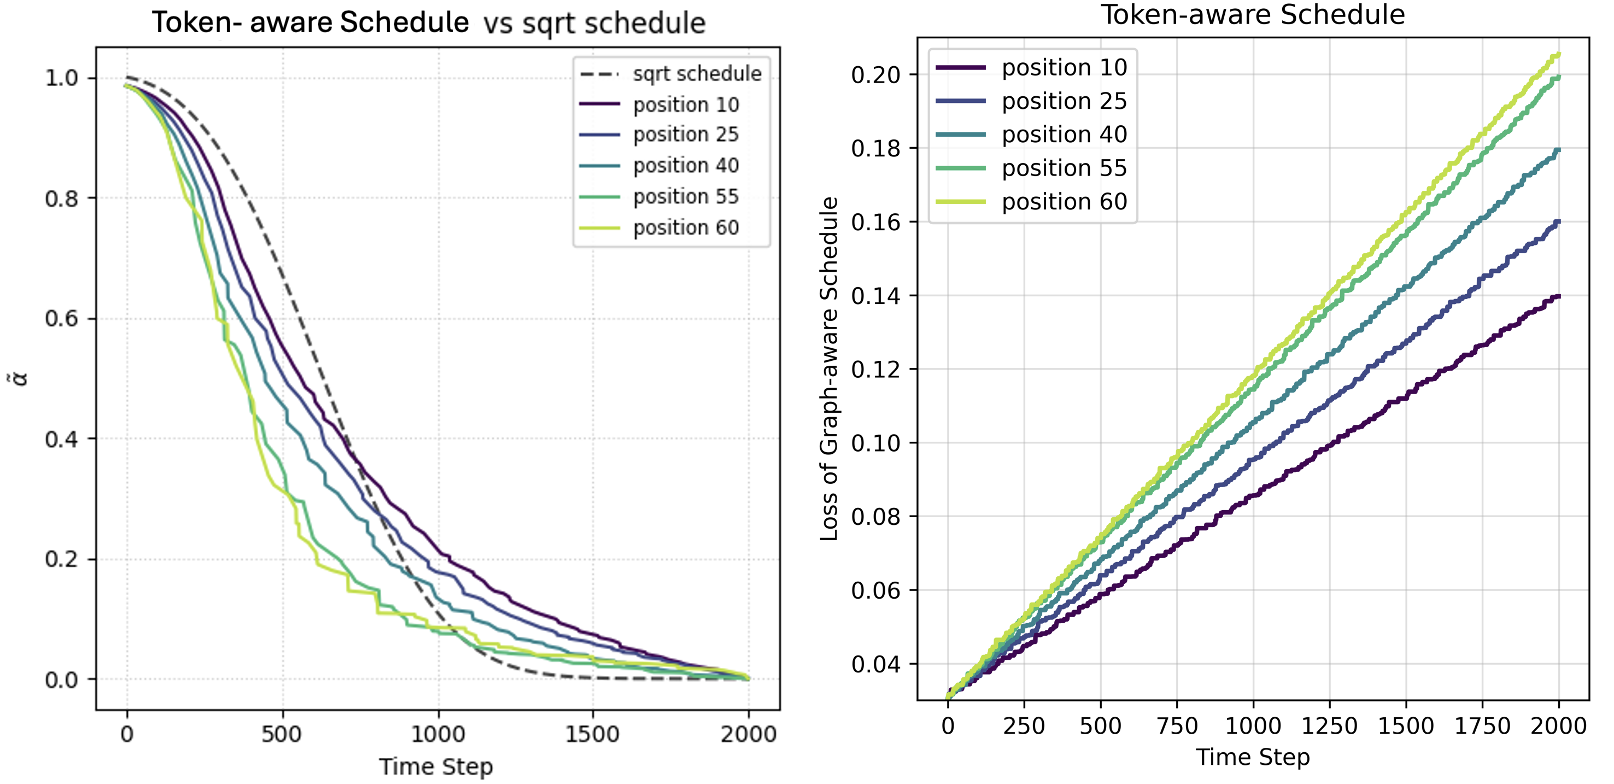 Token- aware Schedule vs sqrt schedule
sqrt schedule
position 10
position 25
position 40
position 55
position 60
1.0
0.8
0.6
0.4
0.2
0.0
α̃
0
500
1000
1500
2000
Time Step
Token-aware Schedule
position 10
position 25
position 40
position 55
position 60
0.20
0.18
0.16
0.14
0.12
0.10
0.08
0.06
0.04
Loss of Graph-aware Schedule
0
250
500
750
1000
1250
1500
1750
2000
Time Step